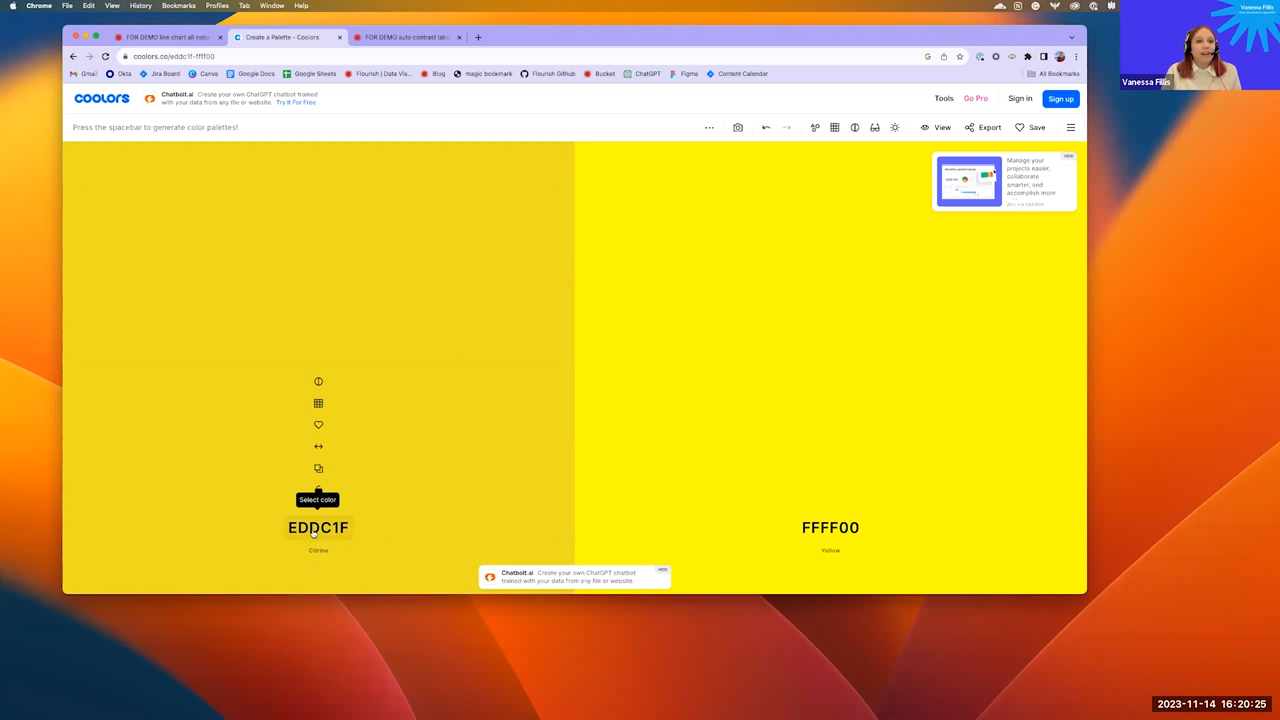 Chrome File Edit View History Bookmarks Profiles Tab Window Help
Vanessa Fillis
FOR DEMO line chart all color
Create a Palette - Coolors
FOR DEMO auto contrast labe
coolors.co/eddc1f-ffff00
Gmail Okta Jira Board Canva Google Docs Google Sheets Flourish | Data Vis... Blog magic bookmark Flourish Github Bucket ChatGPT Figma Content Calendar All Bookmarks
Vanessa Fillis
coolors
Chatbolt.ai Create your own ChatGPT chatbot trained
with your data from any file or website. Try It For Free
Tools Go Pro Sign in Sign up
Press the spacebar to generate color palettes!
View Export Save
HIDE
Manage your
projects easier,
collaborate
smarter, and
accomplish more
Select color
EDDC1F
Citrine
FFFF00
Yellow
Chatbolt.ai Create your own ChatGPT chatbot
trained with your data from any file or website.
HIDE
2023-11-14 16:20:25